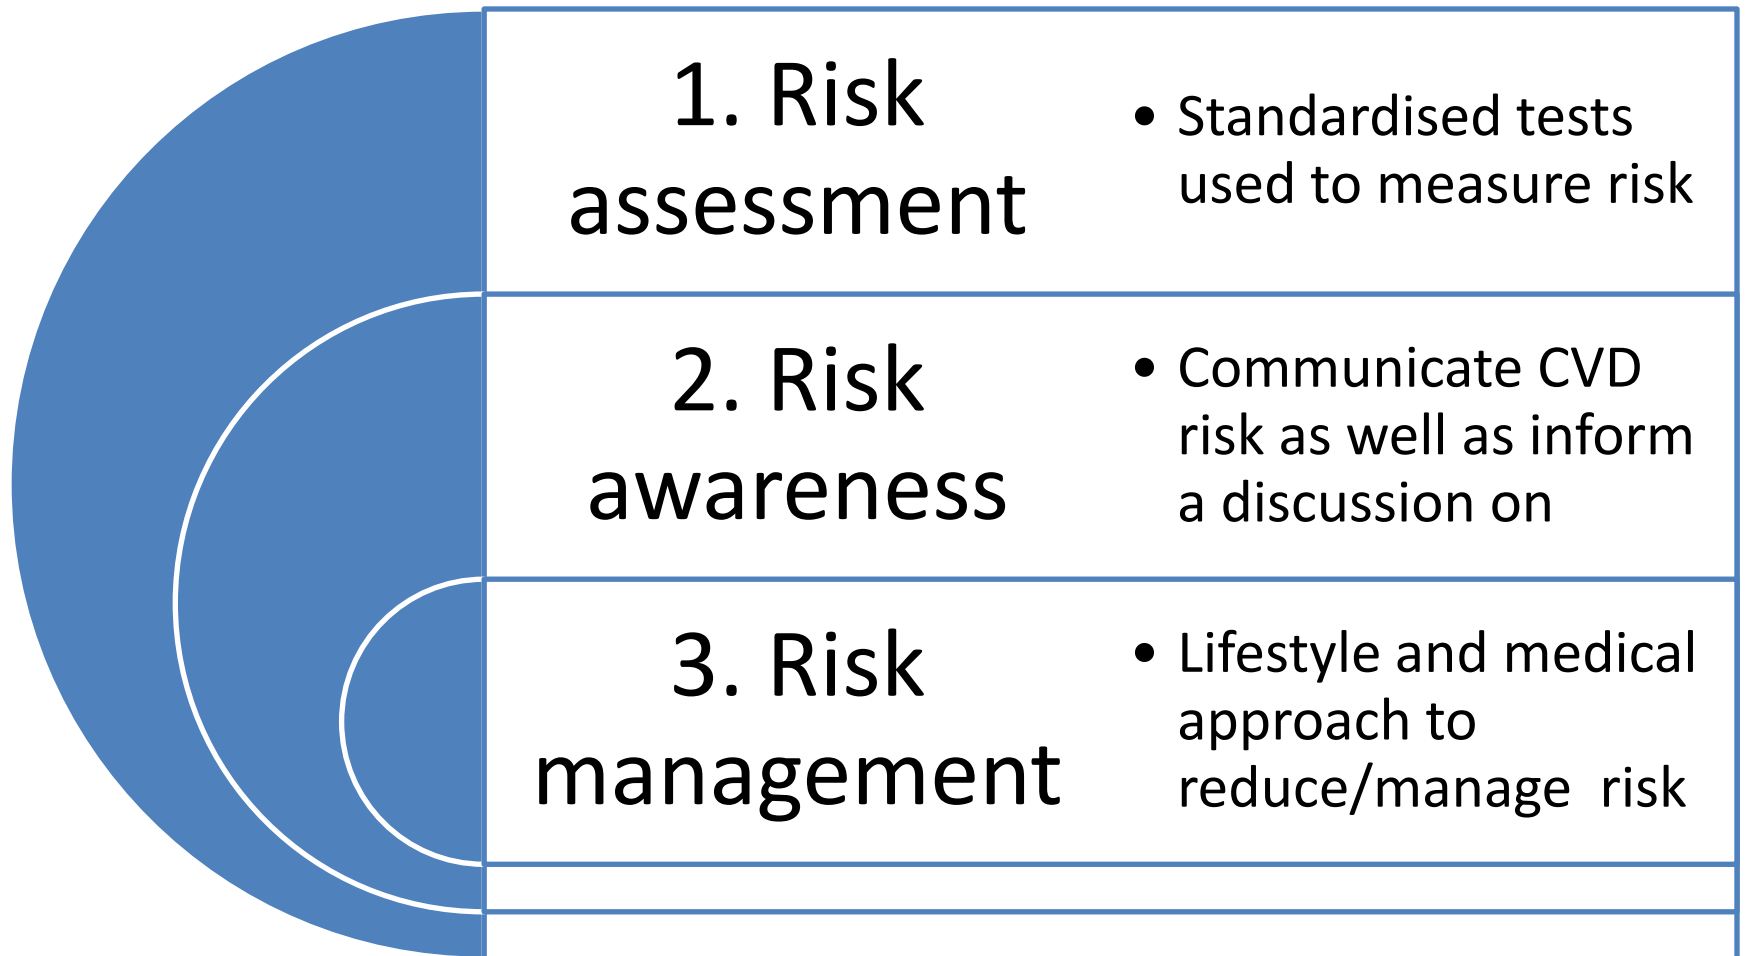 1. Risk
assessment
• Standardised tests
used to measure risk
2. Risk
awareness
• Communicate CVD
risk as well as inform
a discussion on
3. Risk
management
• Lifestyle and medical
approach to
reduce/manage  risk